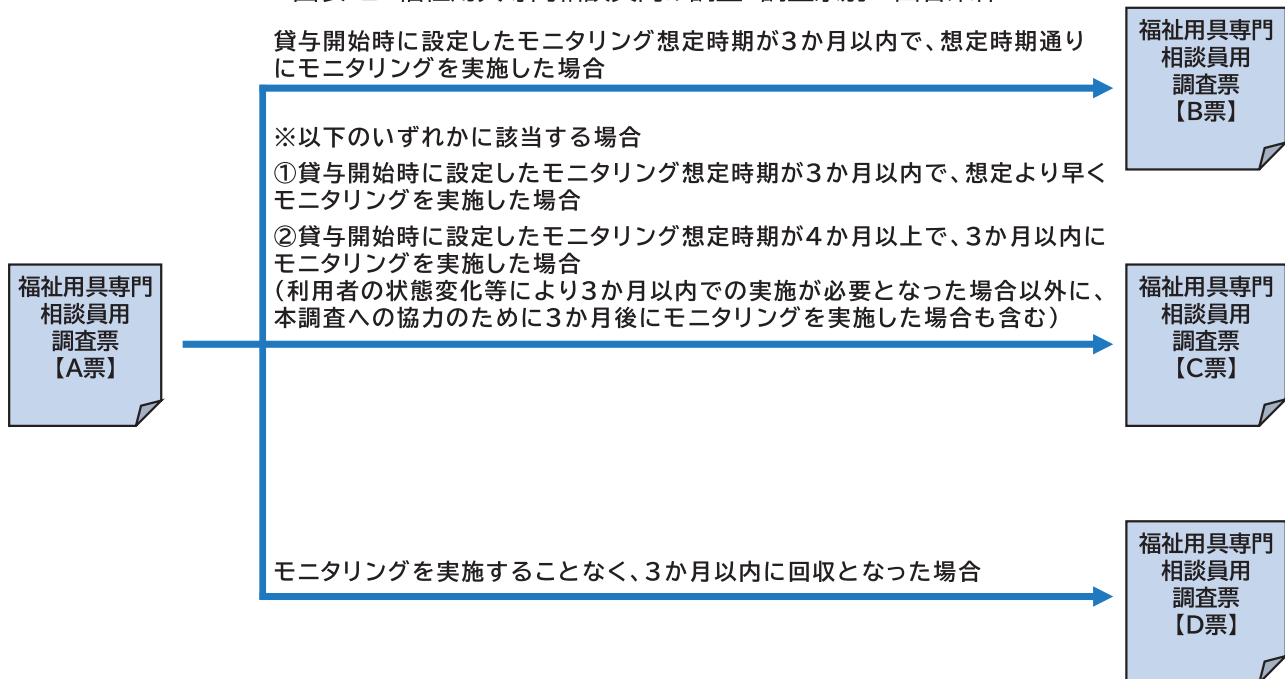 貸与開始時に設定したモニタリング想定時期が3か月以内で、想定時期通り
にモニタリングを実施した場合
福祉用具専門
相談員用
調査票
【B票】
※以下のいずれかに該当する場合
①貸与開始時に設定したモニタリング想定時期が3か月以内で、想定より早く
モニタリングを実施した場合
②貸与開始時に設定したモニタリング想定時期が4か月以上で、3か月以内に
モニタリングを実施した場合
(利用者の状態変化等により3か月以内での実施が必要となった場合以外に、
本調査への協力のために3か月後にモニタリングを実施した場合も含む)
福祉用具専門
相談員用
調査票
【A票】
福祉用具専門
相談員用
調査票
【C票】
モニタリングを実施することなく、3か月以内に回収となった場合
福祉用具専門
相談員用
調査票
【D票】